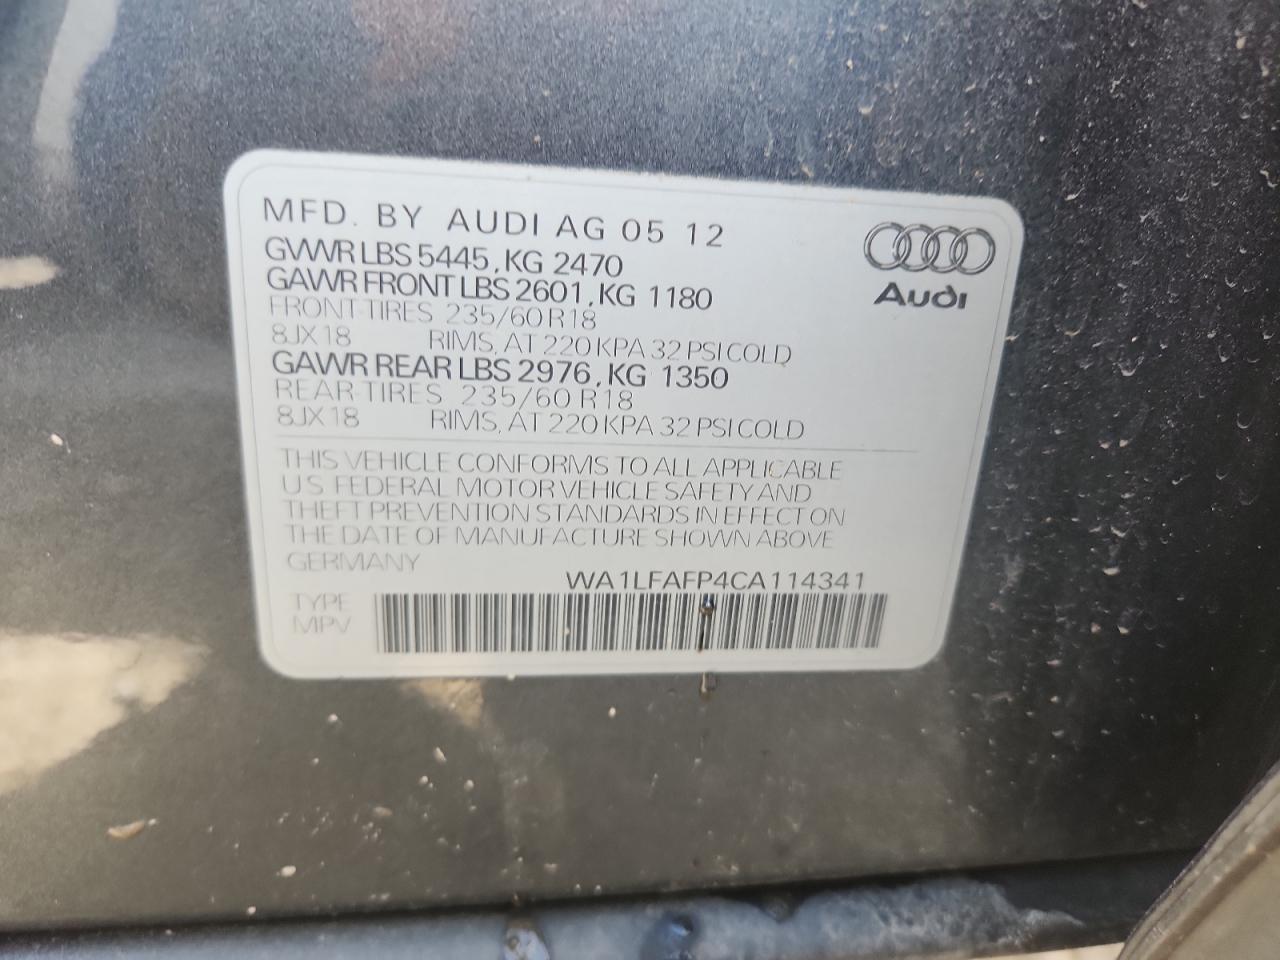 MFD. BY AUDI AG 05 12
GVWR LBS 5445, KG 2470
GAWR FRONT LBS 2601, KG 1180
FRONT-TIRES 235/60 R18
8JX18 RIMS, AT 220 KPA 32 PSI COLD
GAWR REAR LBS 2976, KG 1350
REAR-TIRES 235/60 R18
8JX18 RIMS, AT 220 KPA 32 PSI COLD
THIS VEHICLE CONFORMS TO ALL APPLICABLE
U.S. FEDERAL MOTOR VEHICLE SAFETY AND
THEFT PREVENTION STANDARDS IN EFFECT ON
THE DATE OF MANUFACTURE SHOWN ABOVE
GERMANY
WA1LFAFP4CA114341
TYPE
MPV
Audi